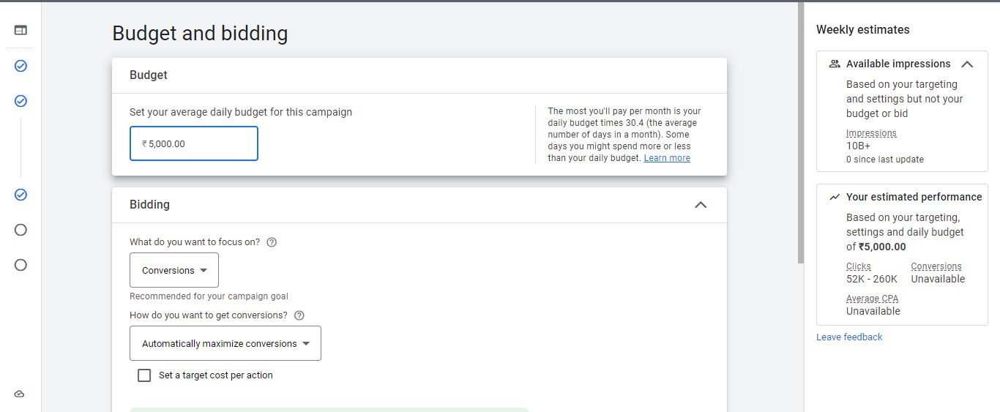 Budget and bidding
Budget
Set your average daily budget for this campaign
₹ 5,000.00
The most you'll pay per month is your
daily budget times 30.4 (the average
number of days in a month). Some
days you might spend more or less
than your daily budget. Learn more
Bidding
What do you want to focus on?
Conversions
Recommended for your campaign goal
How do you want to get conversions?
Automatically maximize conversions
Set a target cost per action
Weekly estimates
Available impressions
Based on your targeting
and settings but not your
budget or bid
Impressions
10B+
0 since last update
Your estimated performance
Based on your targeting,
settings and daily budget
of ₹5,000.00
Clicks Conversions
52K - 260K Unavailable
Average CPA
Unavailable
Leave feedback